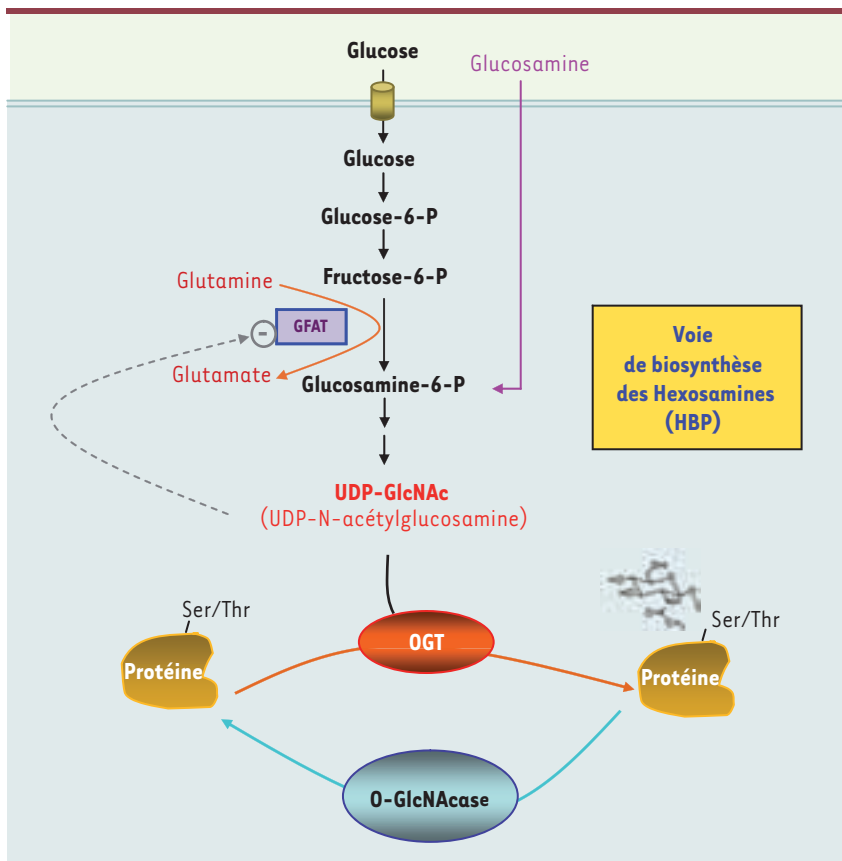 Glucose
Glucosamine
Glucose
Glucose-6-P
Fructose-6-P
Glutamine
GFAT
-
Glutamate
Glucosamine-6-P
Voie
de biosynthèse
des Hexosamines
(HBP)
UDP-GlcNAc
(UDP-N-acétylglucosamine)
Ser/Thr
Protéine
OGT
Ser/Thr
Protéine
O-GlcNAcase